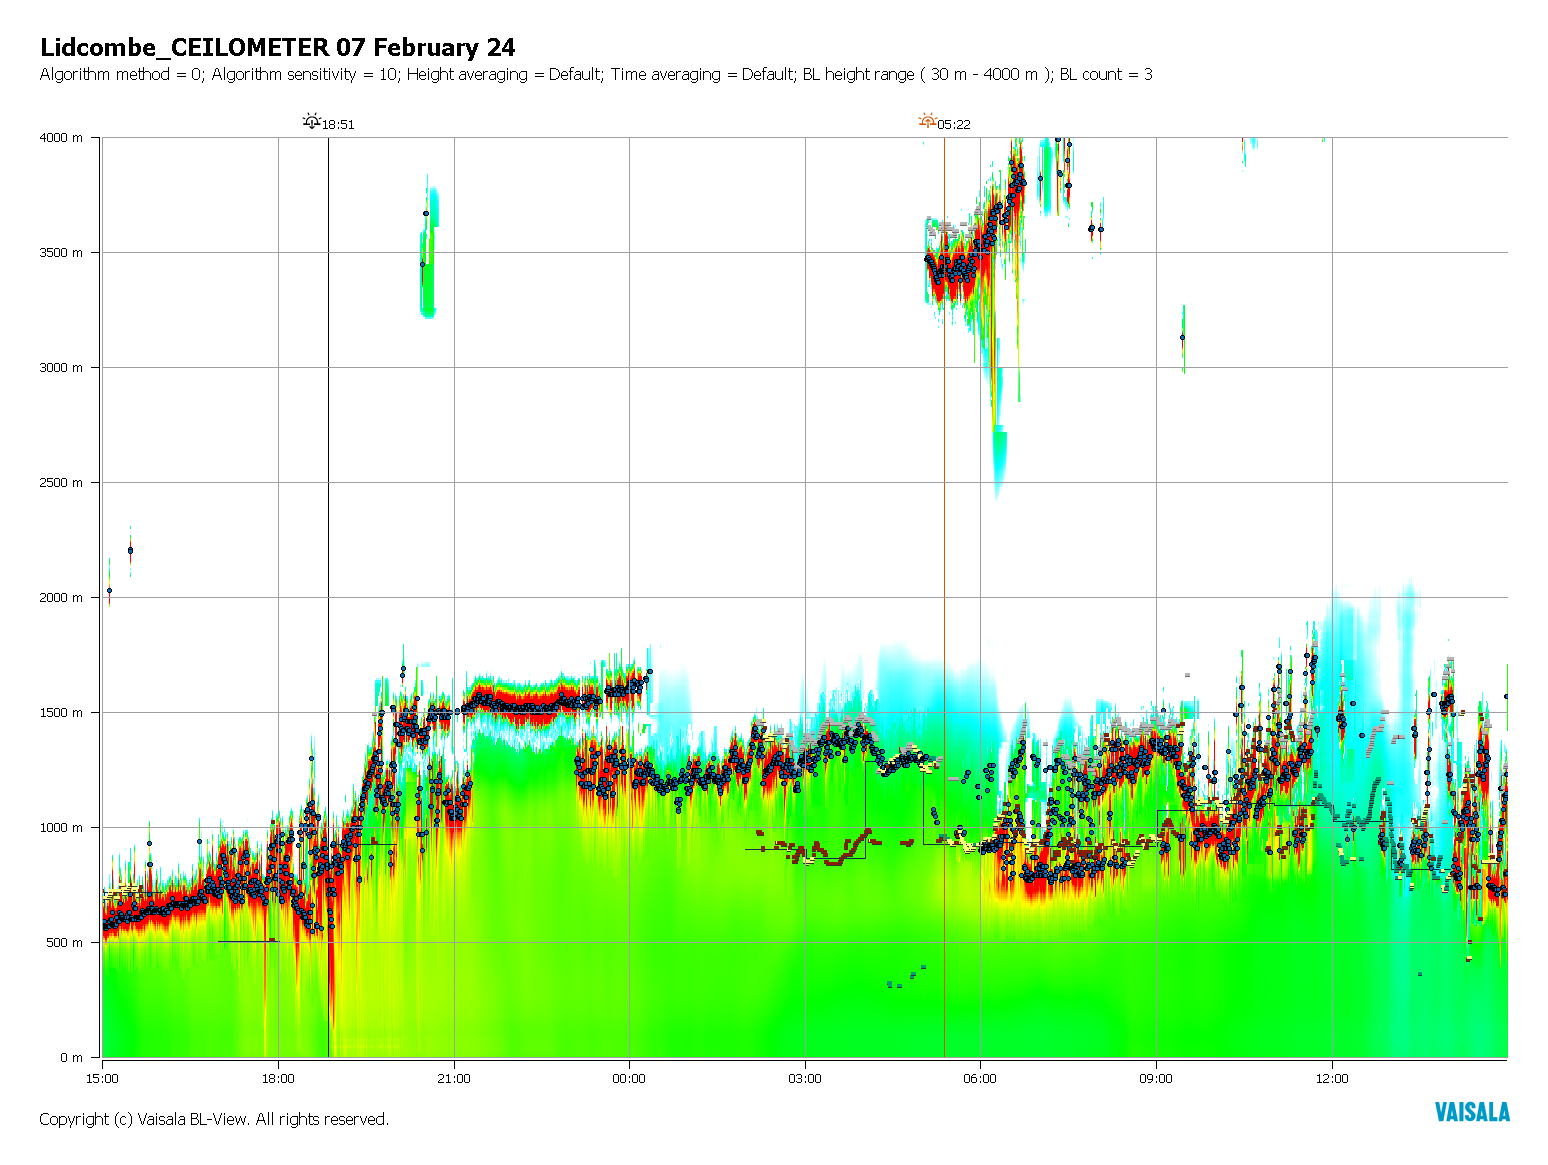 Lidcombe_CEILOMETER 07 February 24
Algorithm method = 0; Algorithm sensitivity = 10; Height averaging = Default; Time averaging = Default; BL height range ( 30 m - 4000 m ); BL count = 3
18:51
05:22
4000 m
3500 m
3000 m
2500 m
2000 m
1500 m
1000 m
500 m
0 m
15:00
18:00
21:00
00:00
03:00
06:00
09:00
12:00
Copyright (c) Vaisala BL-View. All rights reserved.
VAISALA